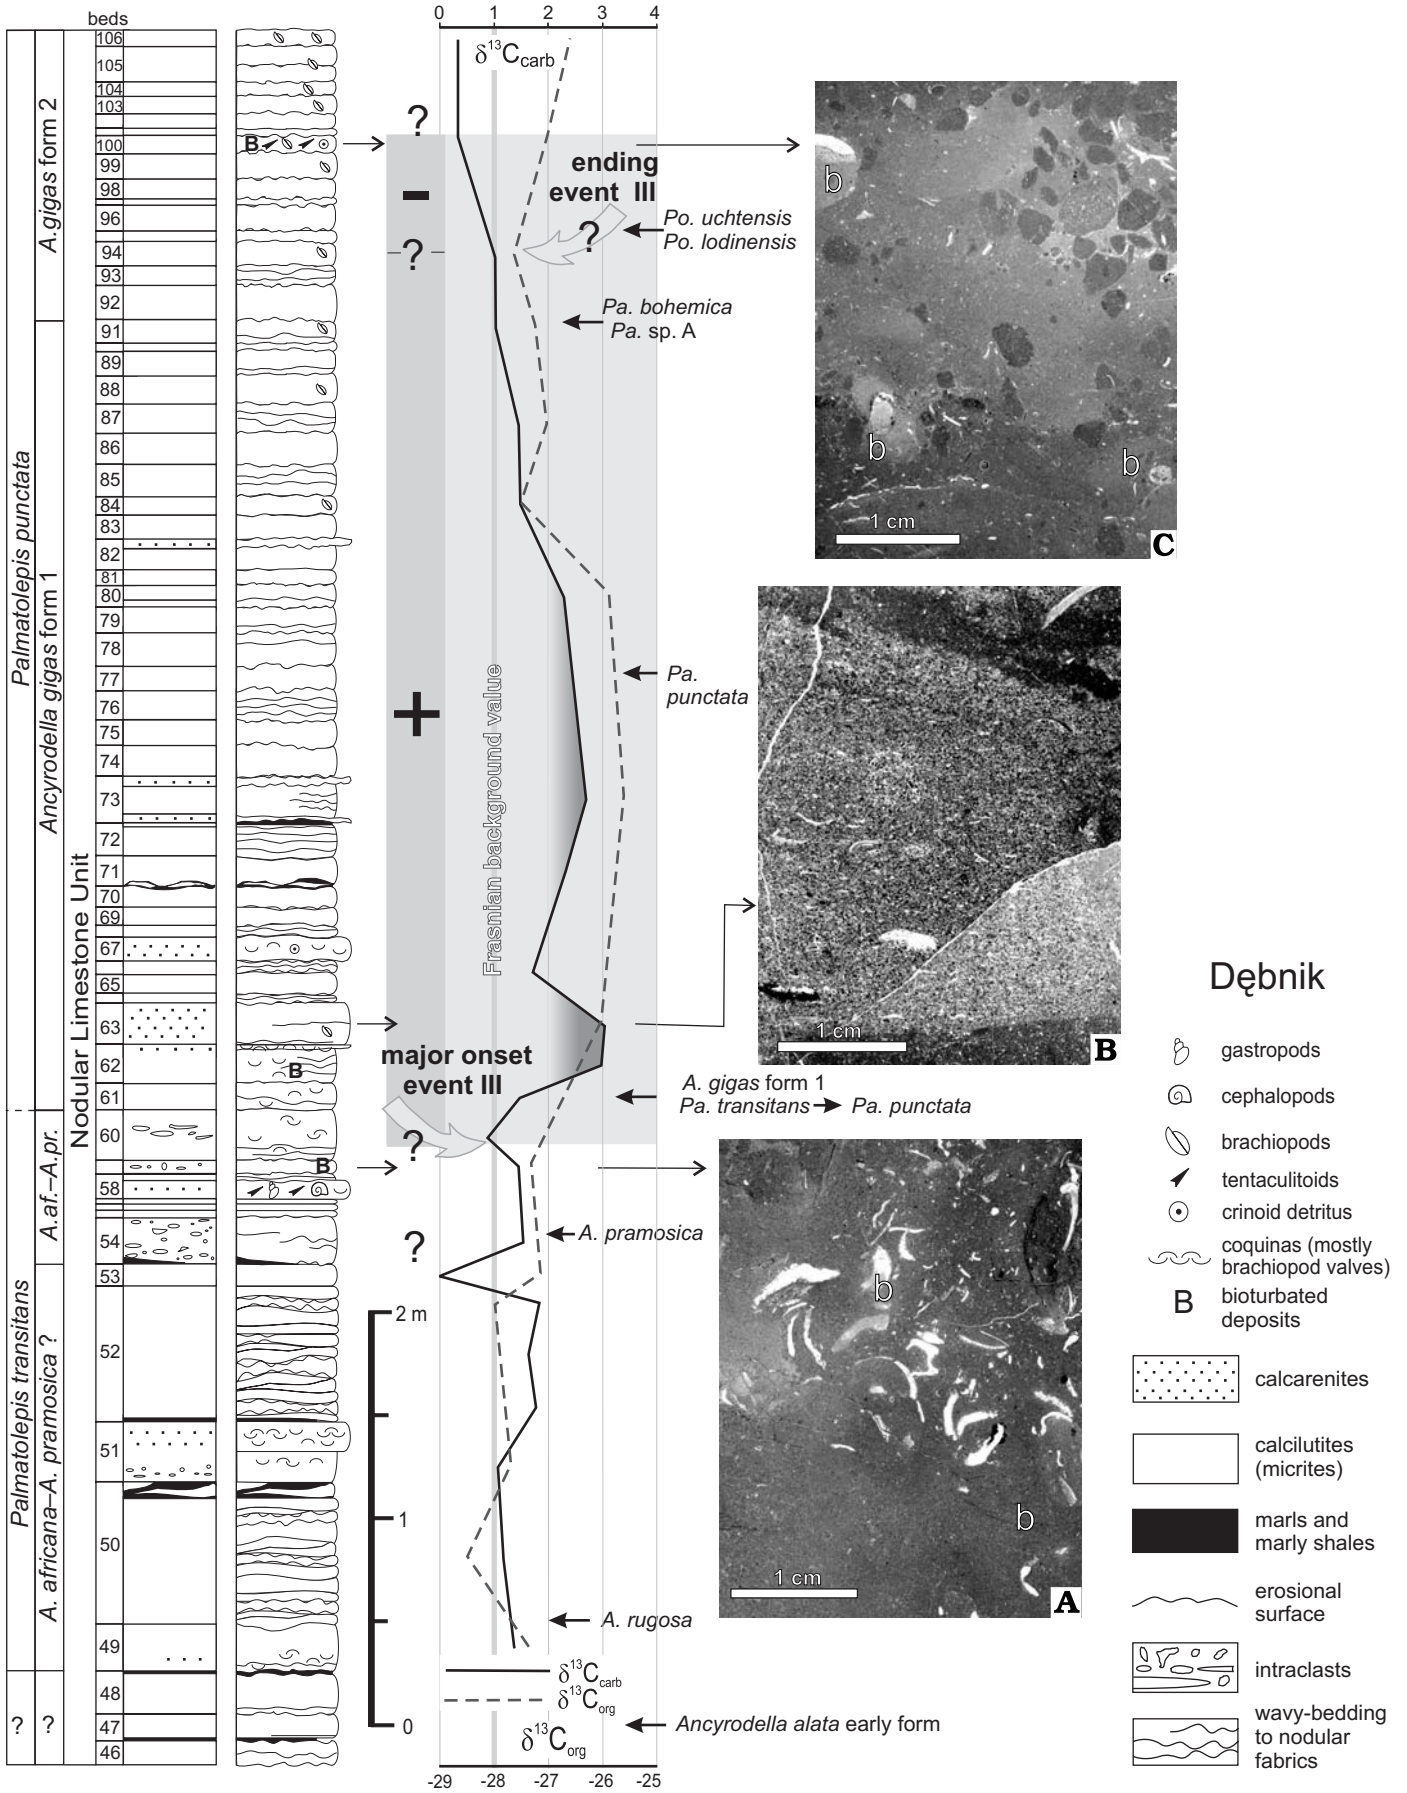 beds
0 1 2 3 4
δ13Ccarb
106
105
104
103
100
99
98
96
94
93
92
91
89
88
87
86
85
84
83
82
81
80
79
78
77
76
75
74
73
72
71
70
69
67
65
63
62
61
60
58
54
53
52
51
50
49
48
47
46
A.gigas form 2
Ancyrodella gigas form 1
A.af.–A.pr.
A. africana–A. pramosica ?
?
Palmatolepis punctata
Palmatolepis transitans
?
Nodular Limestone Unit
B
B
B
?
-
?
+
?
?
ending
event III
?
Po. uchtensis
Po. lodinensis
Pa. bohemica
Pa. sp. A
Frasnian background value
Pa.
punctata
major onset
event III
A. gigas form 1
Pa. transitans Pa. punctata
A. pramosica
2 m
1
0
A. rugosa
δ13Ccarb
δ13Corg
Ancyrodella alata early form
δ13Corg
-29 -28 -27 -26 -25
b
b
b
1 cm
C
1 cm
B
b
b
1 cm
A
Dębnik
gastropods
cephalopods
brachiopods
tentaculitoids
crinoid detritus
coquinas (mostly
brachiopod valves)
B
bioturbated
deposits
calcarenites
calcilutites
(micrites)
marls and
marly shales
erosional
surface
intraclasts
wavy-bedding
to nodular
fabrics